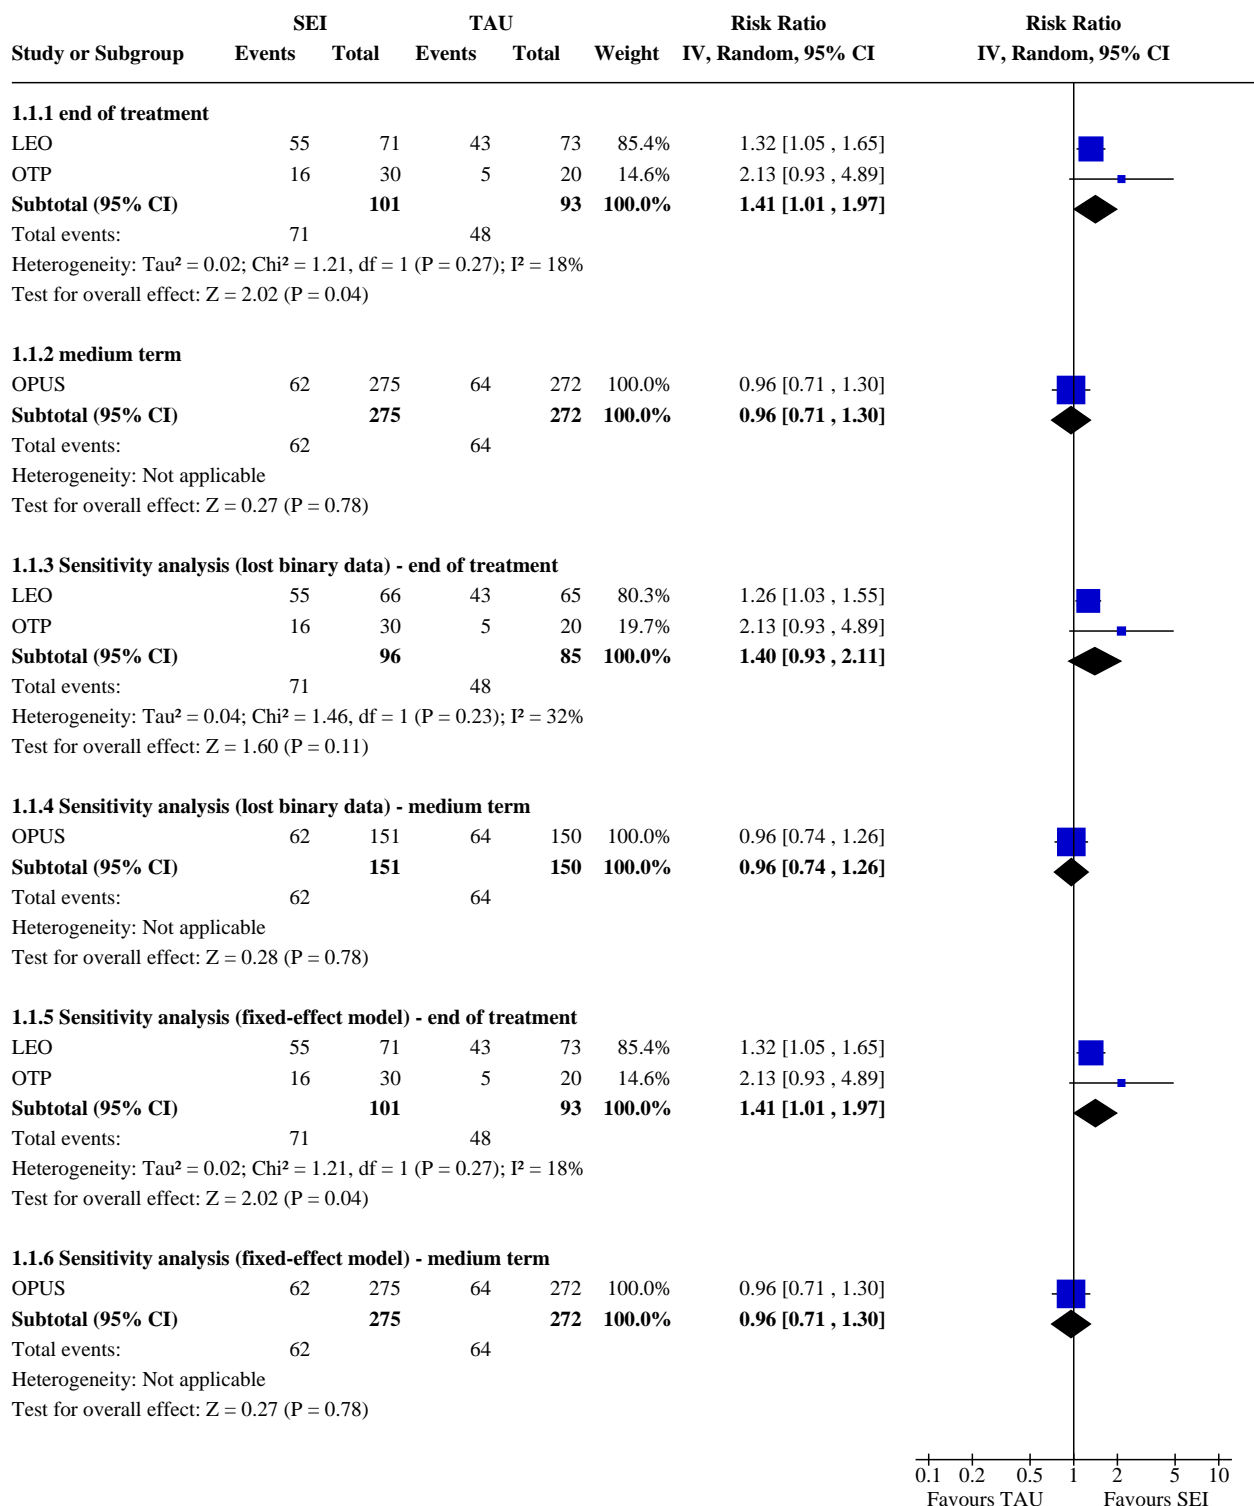 SEI TAU Risk Ratio Risk Ratio
Study or Subgroup Events Total Events Total Weight IV, Random, 95% CI IV, Random, 95% CI
1.1.1 end of treatment
LEO 55 71 43 73 85.4% 1.32 [1.05 , 1.65]
OTP 16 30 5 20 14.6% 2.13 [0.93 , 4.89]
Subtotal (95% CI) 101 93 100.0% 1.41 [1.01 , 1.97]
Total events: 71 48
Heterogeneity: Tau² = 0.02; Chi² = 1.21, df = 1 (P = 0.27); I² = 18%
Test for overall effect: Z = 2.02 (P = 0.04)
1.1.2 medium term
OPUS 62 275 64 272 100.0% 0.96 [0.71 , 1.30]
Subtotal (95% CI) 275 272 100.0% 0.96 [0.71 , 1.30]
Total events: 62 64
Heterogeneity: Not applicable
Test for overall effect: Z = 0.27 (P = 0.78)
1.1.3 Sensitivity analysis (lost binary data) - end of treatment
LEO 55 66 43 65 80.3% 1.26 [1.03 , 1.55]
OTP 16 30 5 20 19.7% 2.13 [0.93 , 4.89]
Subtotal (95% CI) 96 85 100.0% 1.40 [0.93 , 2.11]
Total events: 71 48
Heterogeneity: Tau² = 0.04; Chi² = 1.46, df = 1 (P = 0.23); I² = 32%
Test for overall effect: Z = 1.60 (P = 0.11)
1.1.4 Sensitivity analysis (lost binary data) - medium term
OPUS 62 151 64 150 100.0% 0.96 [0.74 , 1.26]
Subtotal (95% CI) 151 150 100.0% 0.96 [0.74 , 1.26]
Total events: 62 64
Heterogeneity: Not applicable
Test for overall effect: Z = 0.28 (P = 0.78)
1.1.5 Sensitivity analysis (fixed-effect model) - end of treatment
LEO 55 71 43 73 85.4% 1.32 [1.05 , 1.65]
OTP 16 30 5 20 14.6% 2.13 [0.93 , 4.89]
Subtotal (95% CI) 101 93 100.0% 1.41 [1.01 , 1.97]
Total events: 71 48
Heterogeneity: Tau² = 0.02; Chi² = 1.21, df = 1 (P = 0.27); I² = 18%
Test for overall effect: Z = 2.02 (P = 0.04)
1.1.6 Sensitivity analysis (fixed-effect model) - medium term
OPUS 62 275 64 272 100.0% 0.96 [0.71 , 1.30]
Subtotal (95% CI) 275 272 100.0% 0.96 [0.71 , 1.30]
Total events: 62 64
Heterogeneity: Not applicable
Test for overall effect: Z = 0.27 (P = 0.78)
0.1 0.2 0.5 1 2 5 10
Favours TAU Favours SEI